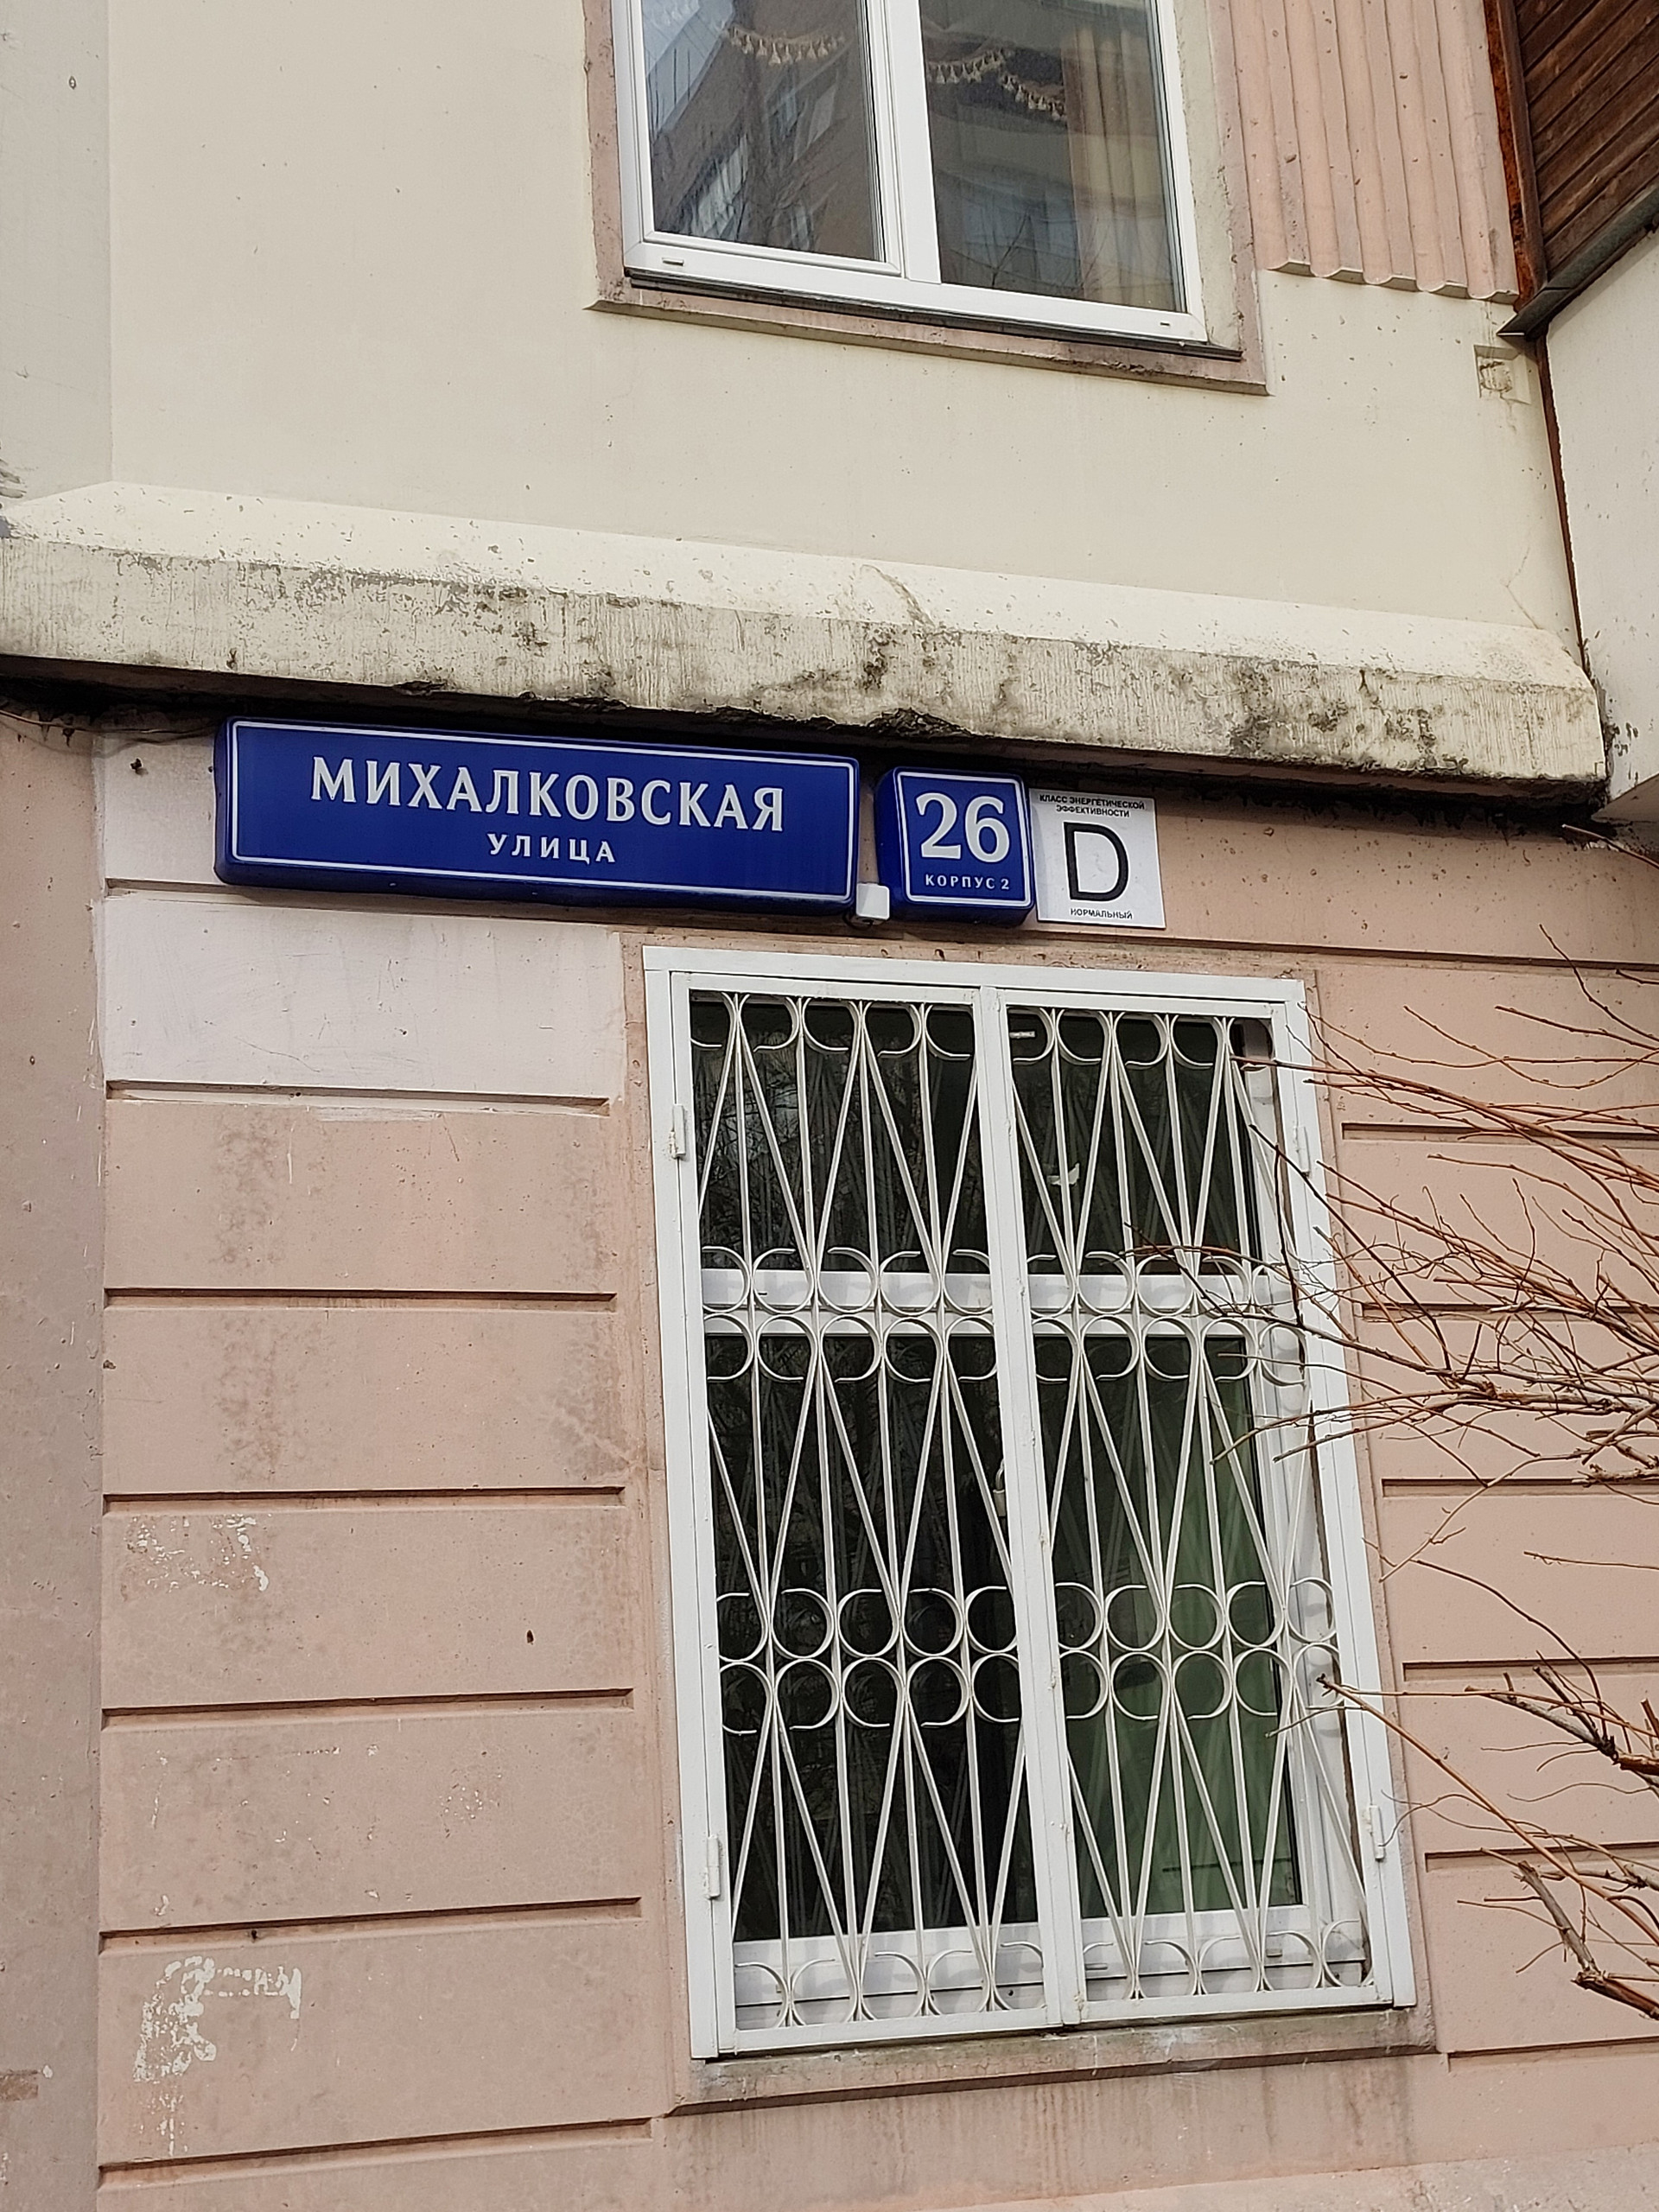 МИХАЛКОВСКАЯ
УЛИЦА
26
КОРПУС 2
КЛАСС ЭНЕРГЕТИЧЕСКОЙ
ЭФФЕКТИВНОСТИ
D
НОРМАЛЬНЫЙ